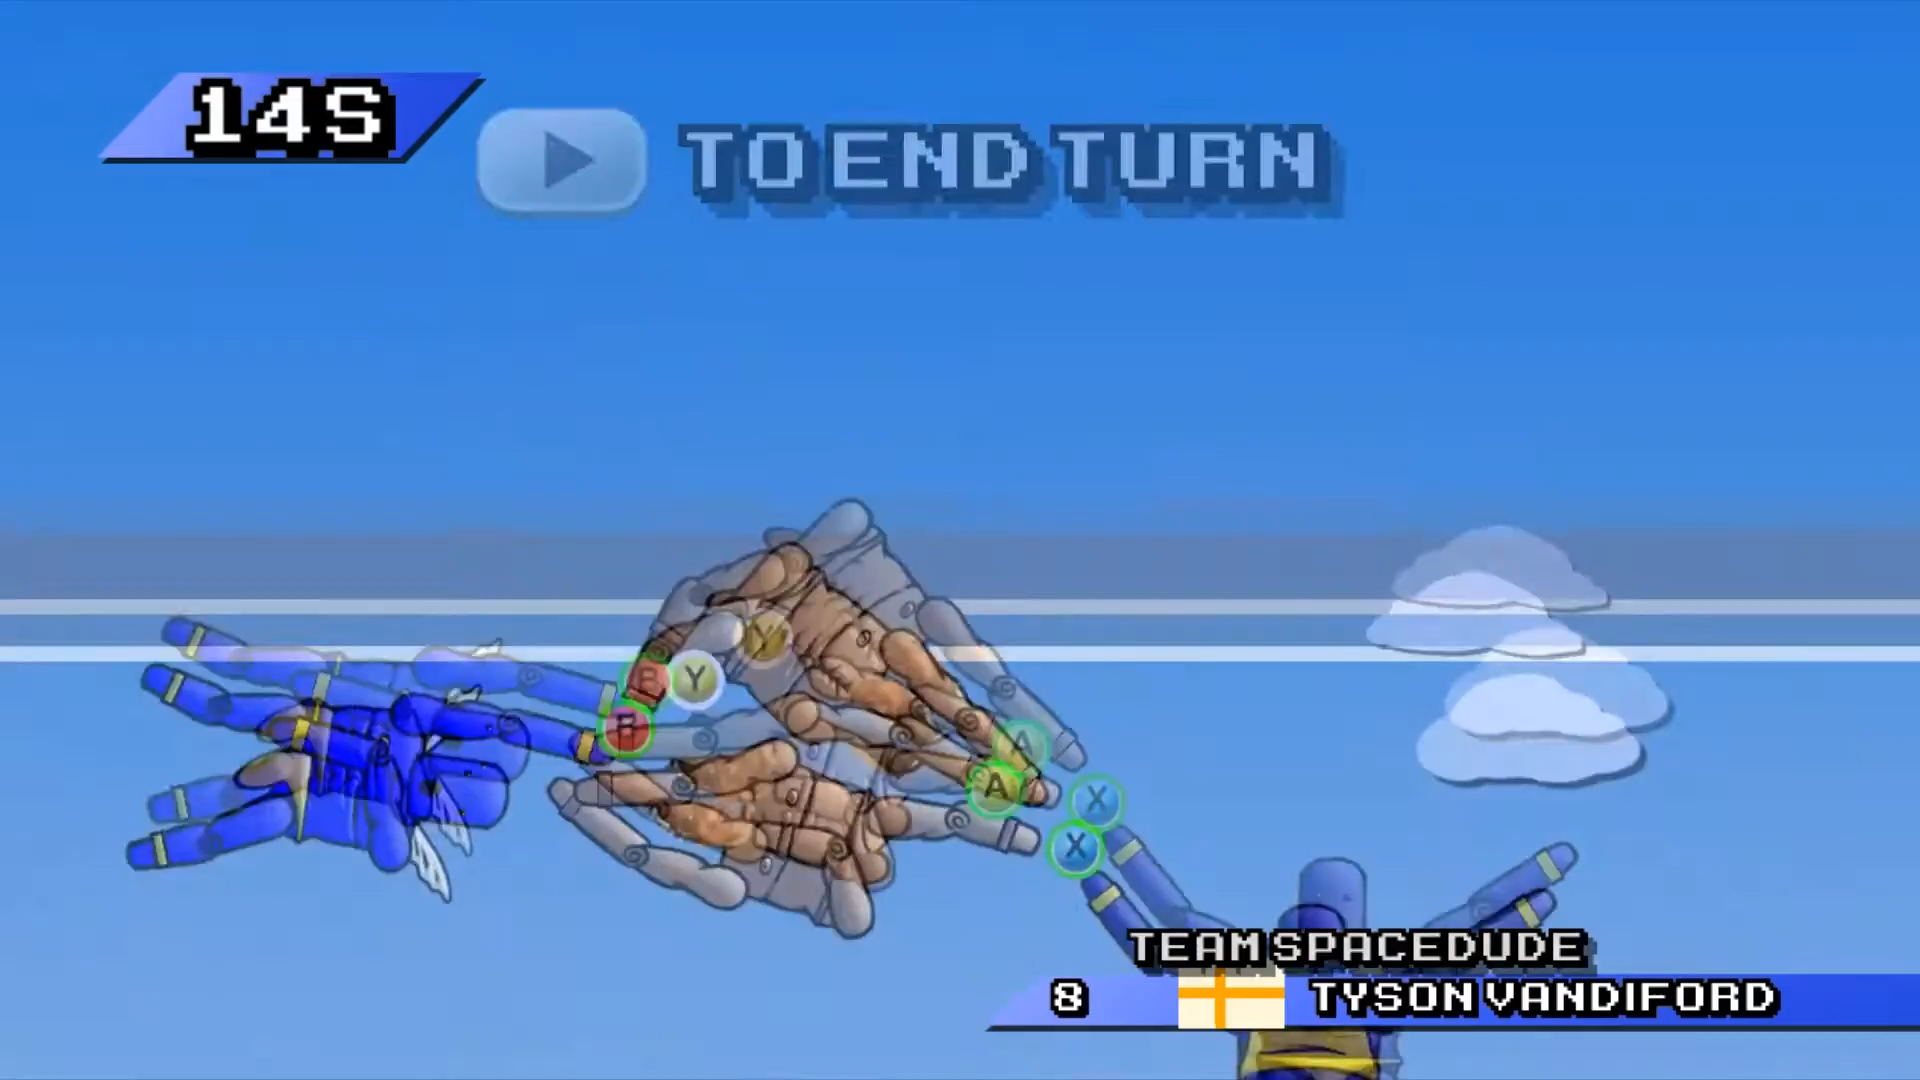 14S
TO END TURN
B
Y
Y
B
A
A
X
X
TEAM SPACEDUDE
8
TYSON VANDIFORD